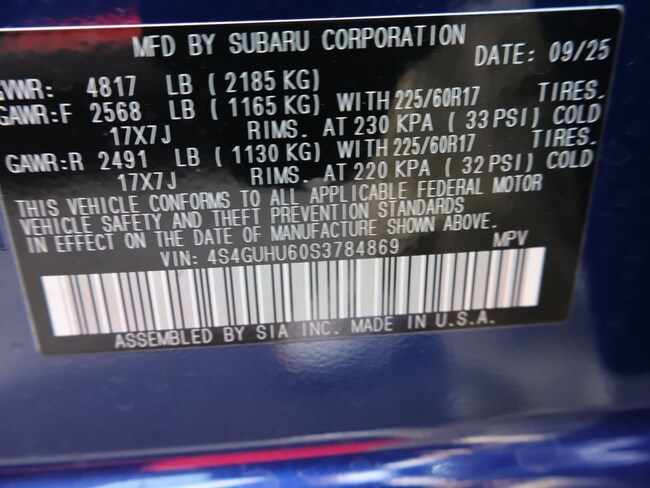 MFD BY SUBARU CORPORATION DATE: 09/25
GVWR: 4817 LB (2185 KG)
GAWR:F 2568 LB (1165 KG) WITH 225/60R17 TIRES.
17X7J RIMS. AT 230 KPA (33 PSI) COLD
GAWR:R 2491 LB (1130 KG) WITH 225/60R17 TIRES.
17X7J RIMS. AT 220 KPA (32 PSI) COLD
THIS VEHICLE CONFORMS TO ALL APPLICABLE FEDERAL MOTOR
VEHICLE SAFETY AND THEFT PREVENTION STANDARDS
IN EFFECT ON THE DATE OF MANUFACTURE SHOWN ABOVE.
VIN: 4S4GUHU60S3784869 MPV
ASSEMBLED BY SIA INC. MADE IN U.S.A.